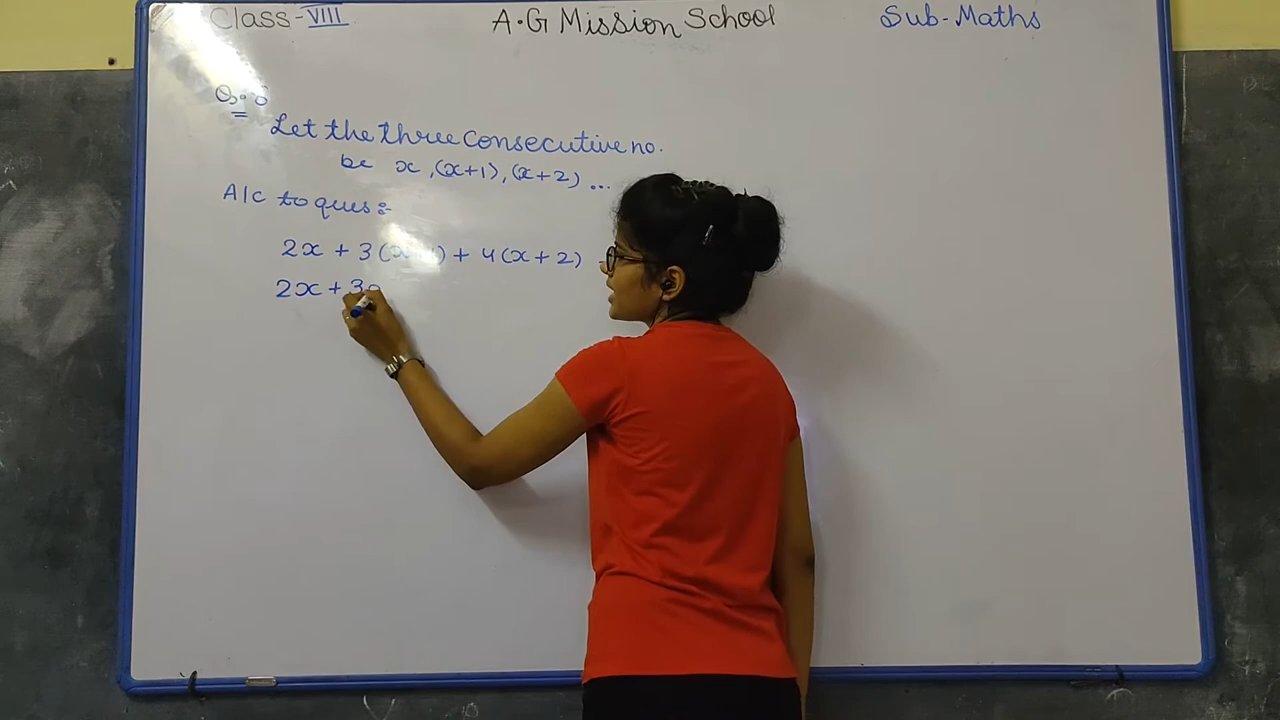 Class-VIII A.G Mission School Sub-Maths
Let the three consecutive no.
be x, (x+1), (x+2) ...
A/c to ques:-
2x + 3(x ) + 4(x+2)
2x + 3